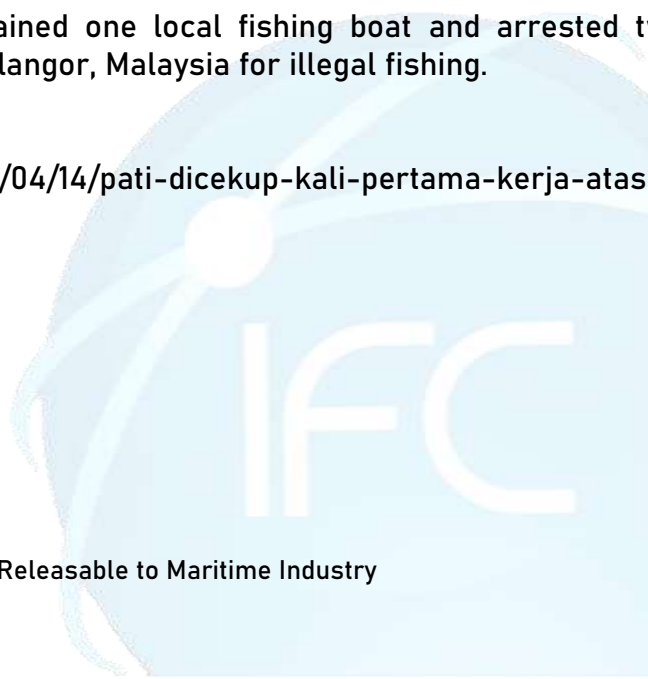 ained one local fishing boat and arrested t
langor, Malaysia for illegal fishing.
/04/14/pati-dicekup-kali-pertama-kerja-atas
IFC
Releasable to Maritime Industry